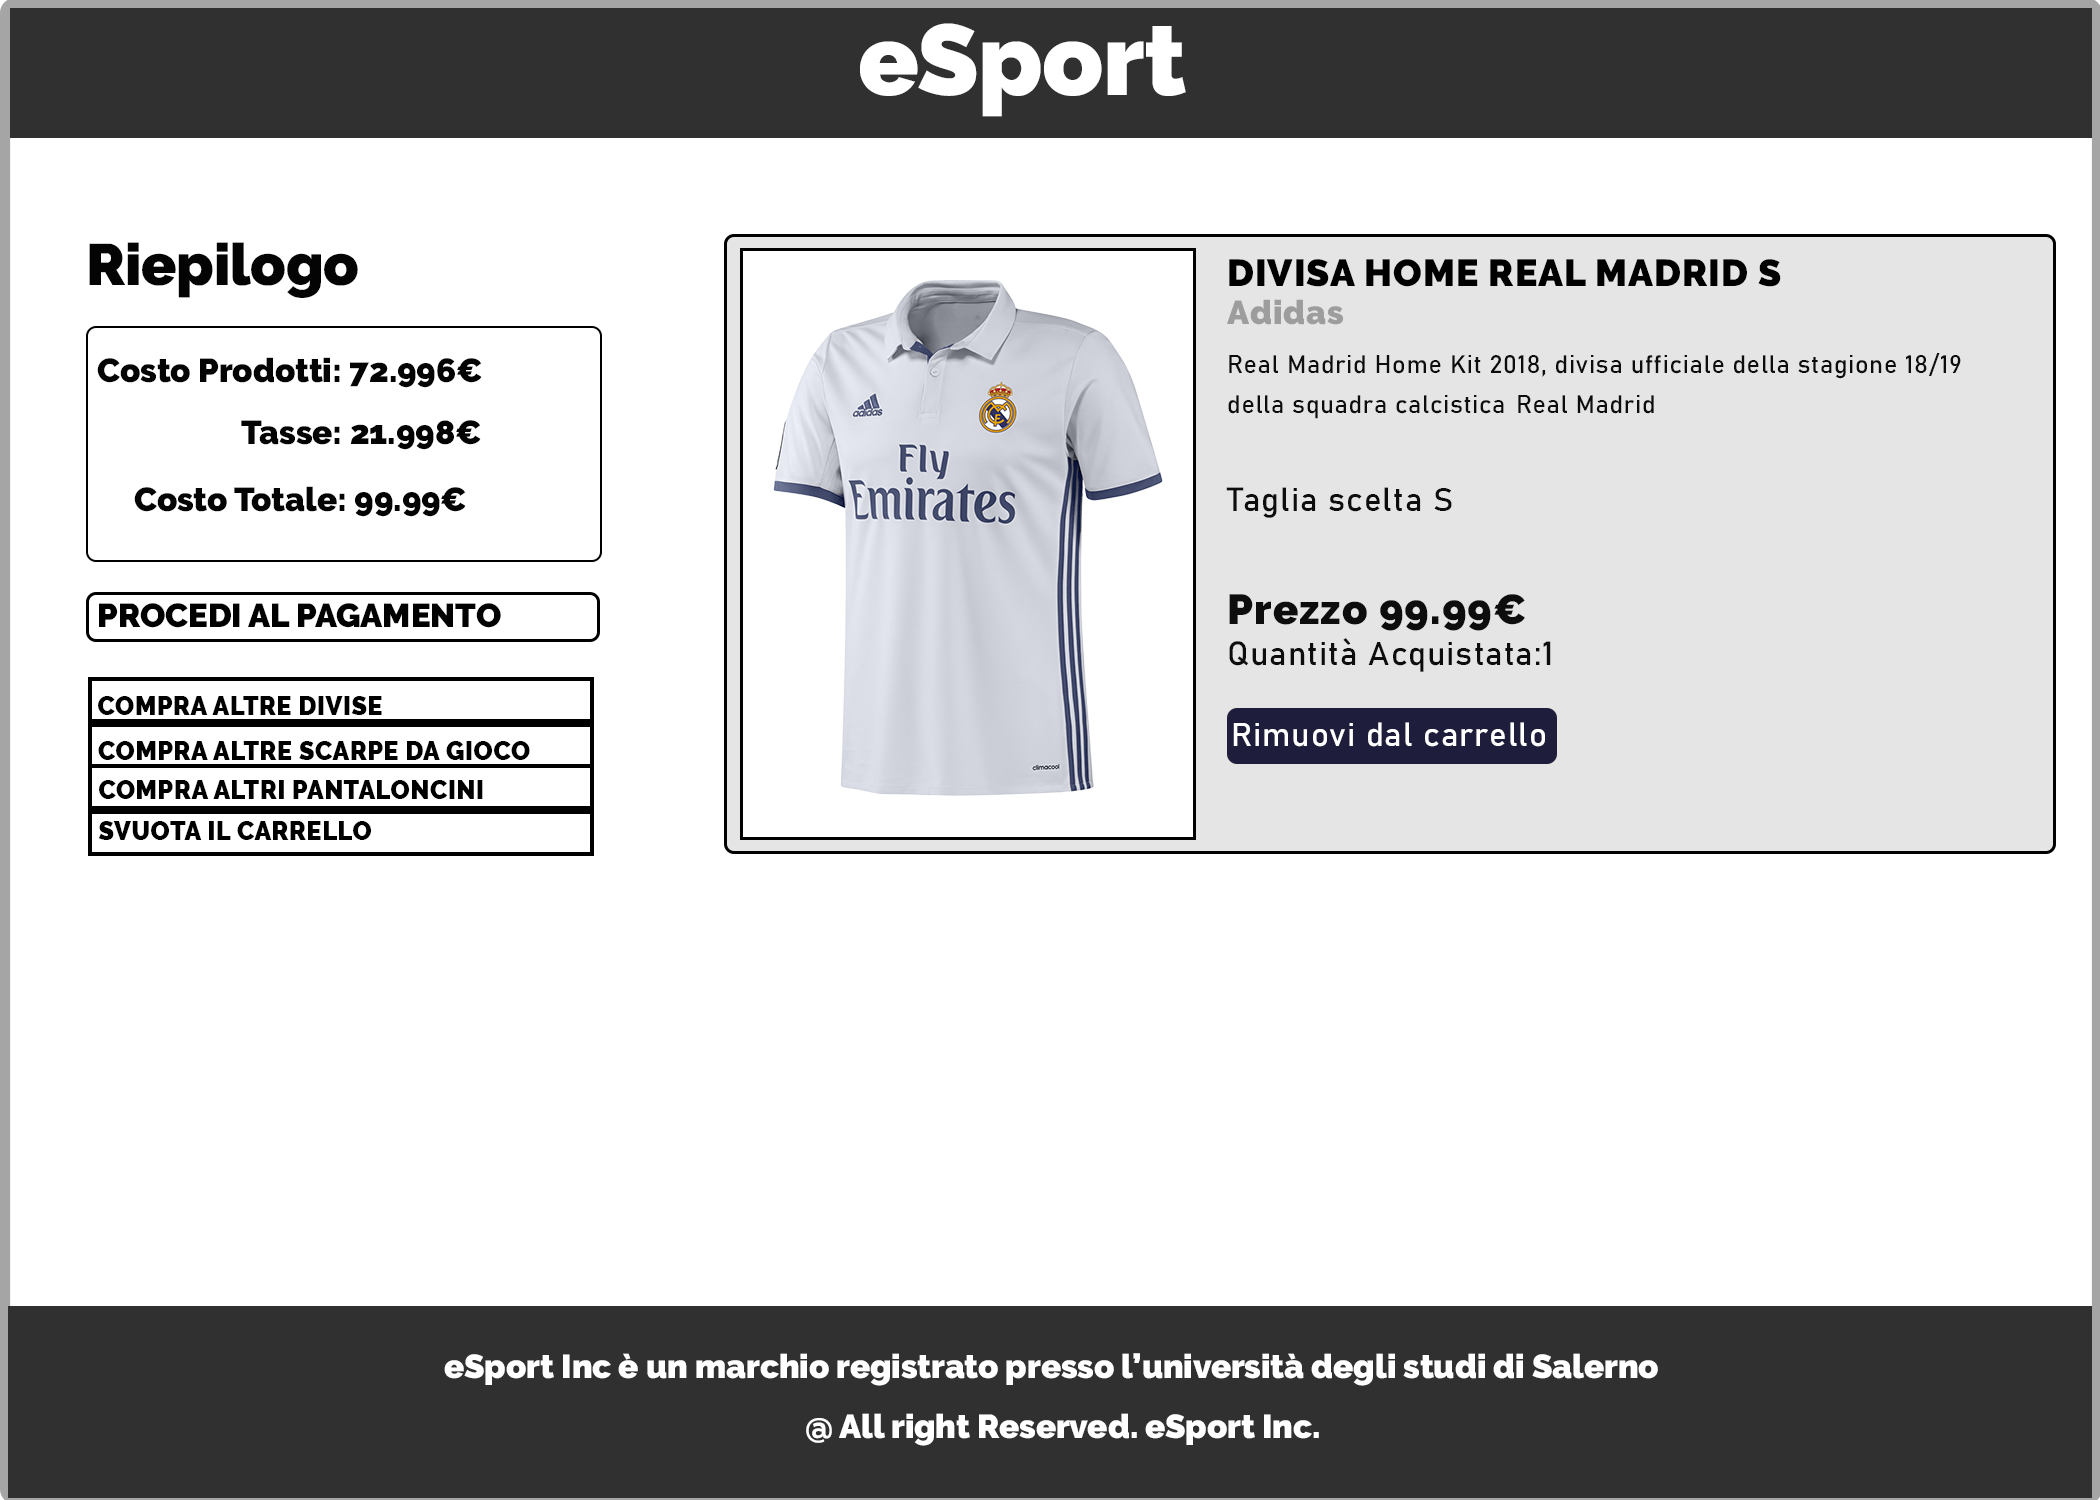 eSport
Riepilogo
Costo Prodotti: 72.996€
Tasse: 21.998€
Costo Totale: 99.99€
PROCEDI AL PAGAMENTO
COMPRA ALTRE DIVISE
COMPRA ALTRE SCARPE DA GIOCO
COMPRA ALTRI PANTALONCINI
SVUOTA IL CARRELLO
adidas
Fly
Emirates
climacool
DIVISA HOME REAL MADRID S
Adidas
Real Madrid Home Kit 2018, divisa ufficiale della stagione 18/19
della squadra calcistica Real Madrid
Taglia scelta S
Prezzo 99.99€
Quantità Acquistata:1
Rimuovi dal carrello
eSport Inc è un marchio registrato presso l’università degli studi di Salerno
@ All right Reserved. eSport Inc.